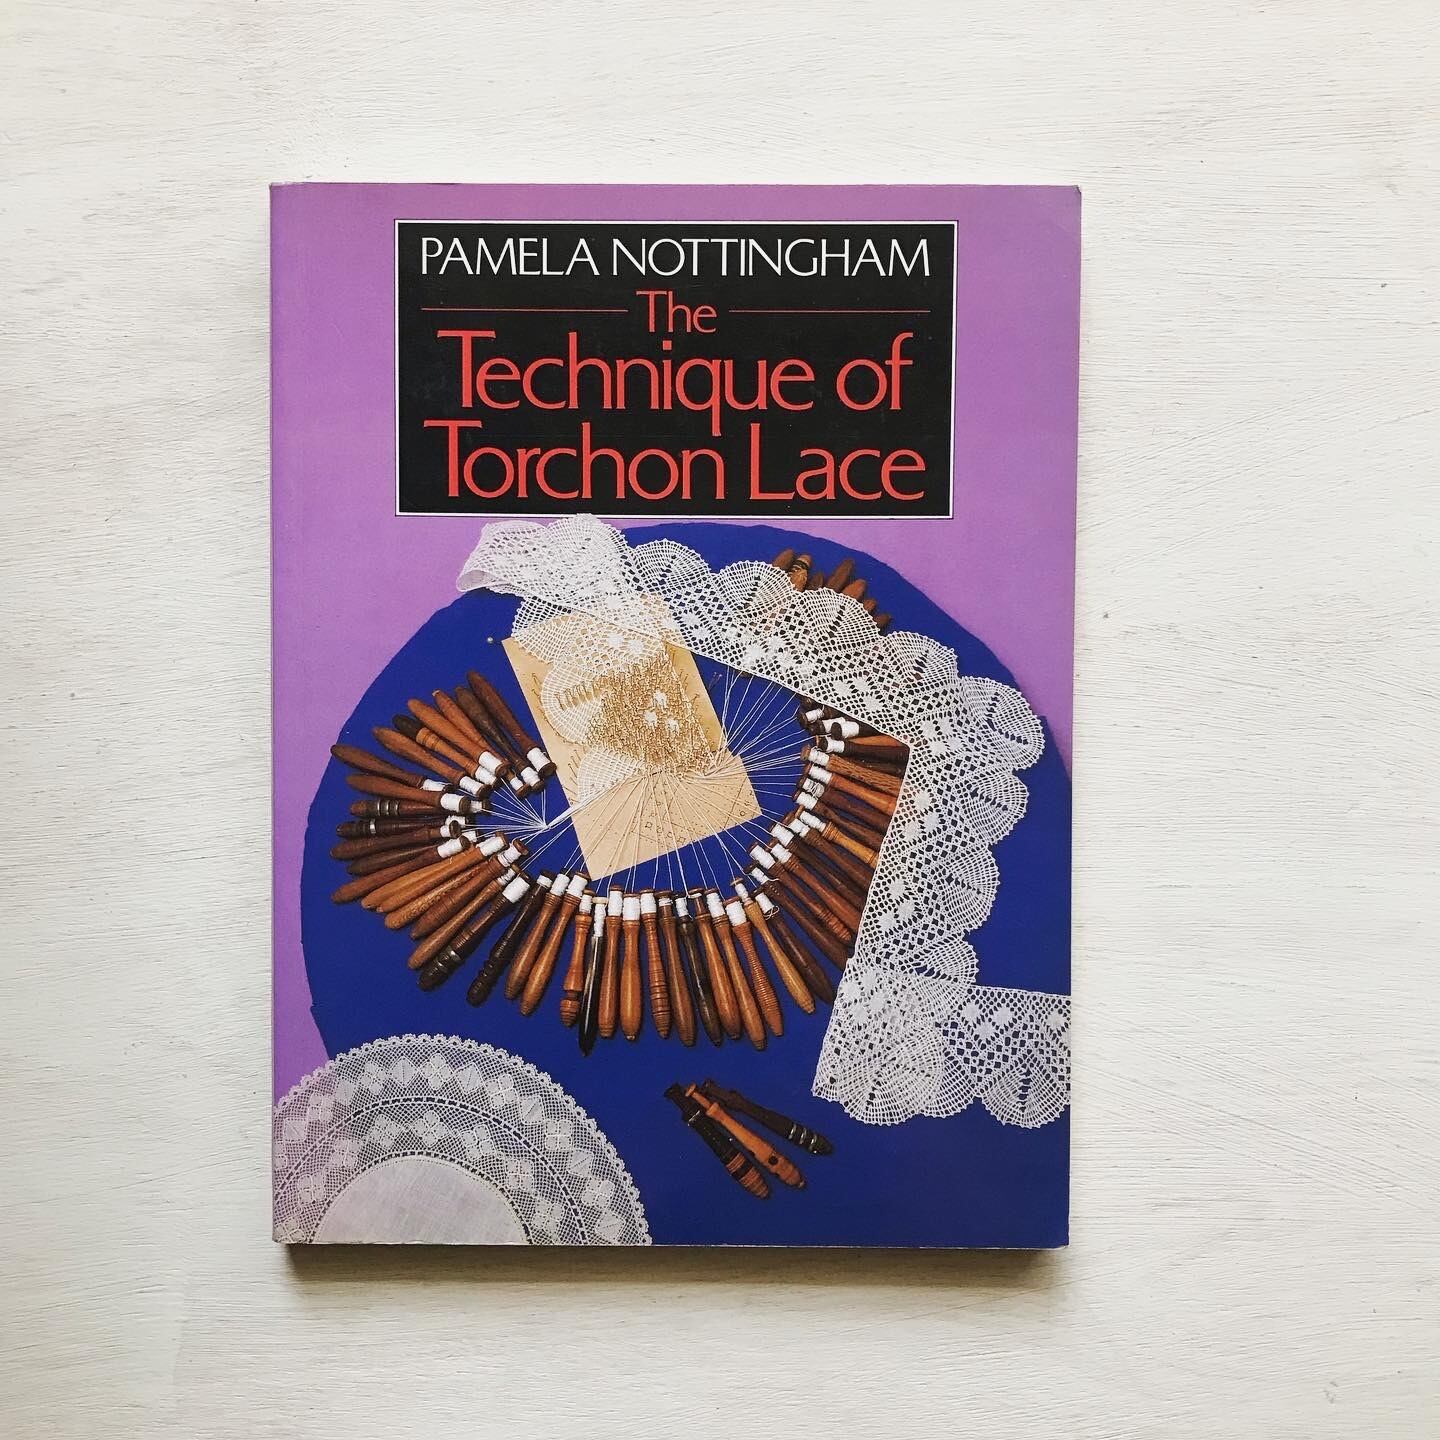 PAMELA NOTTINGHAM
The
Technique of
Torchon Lace